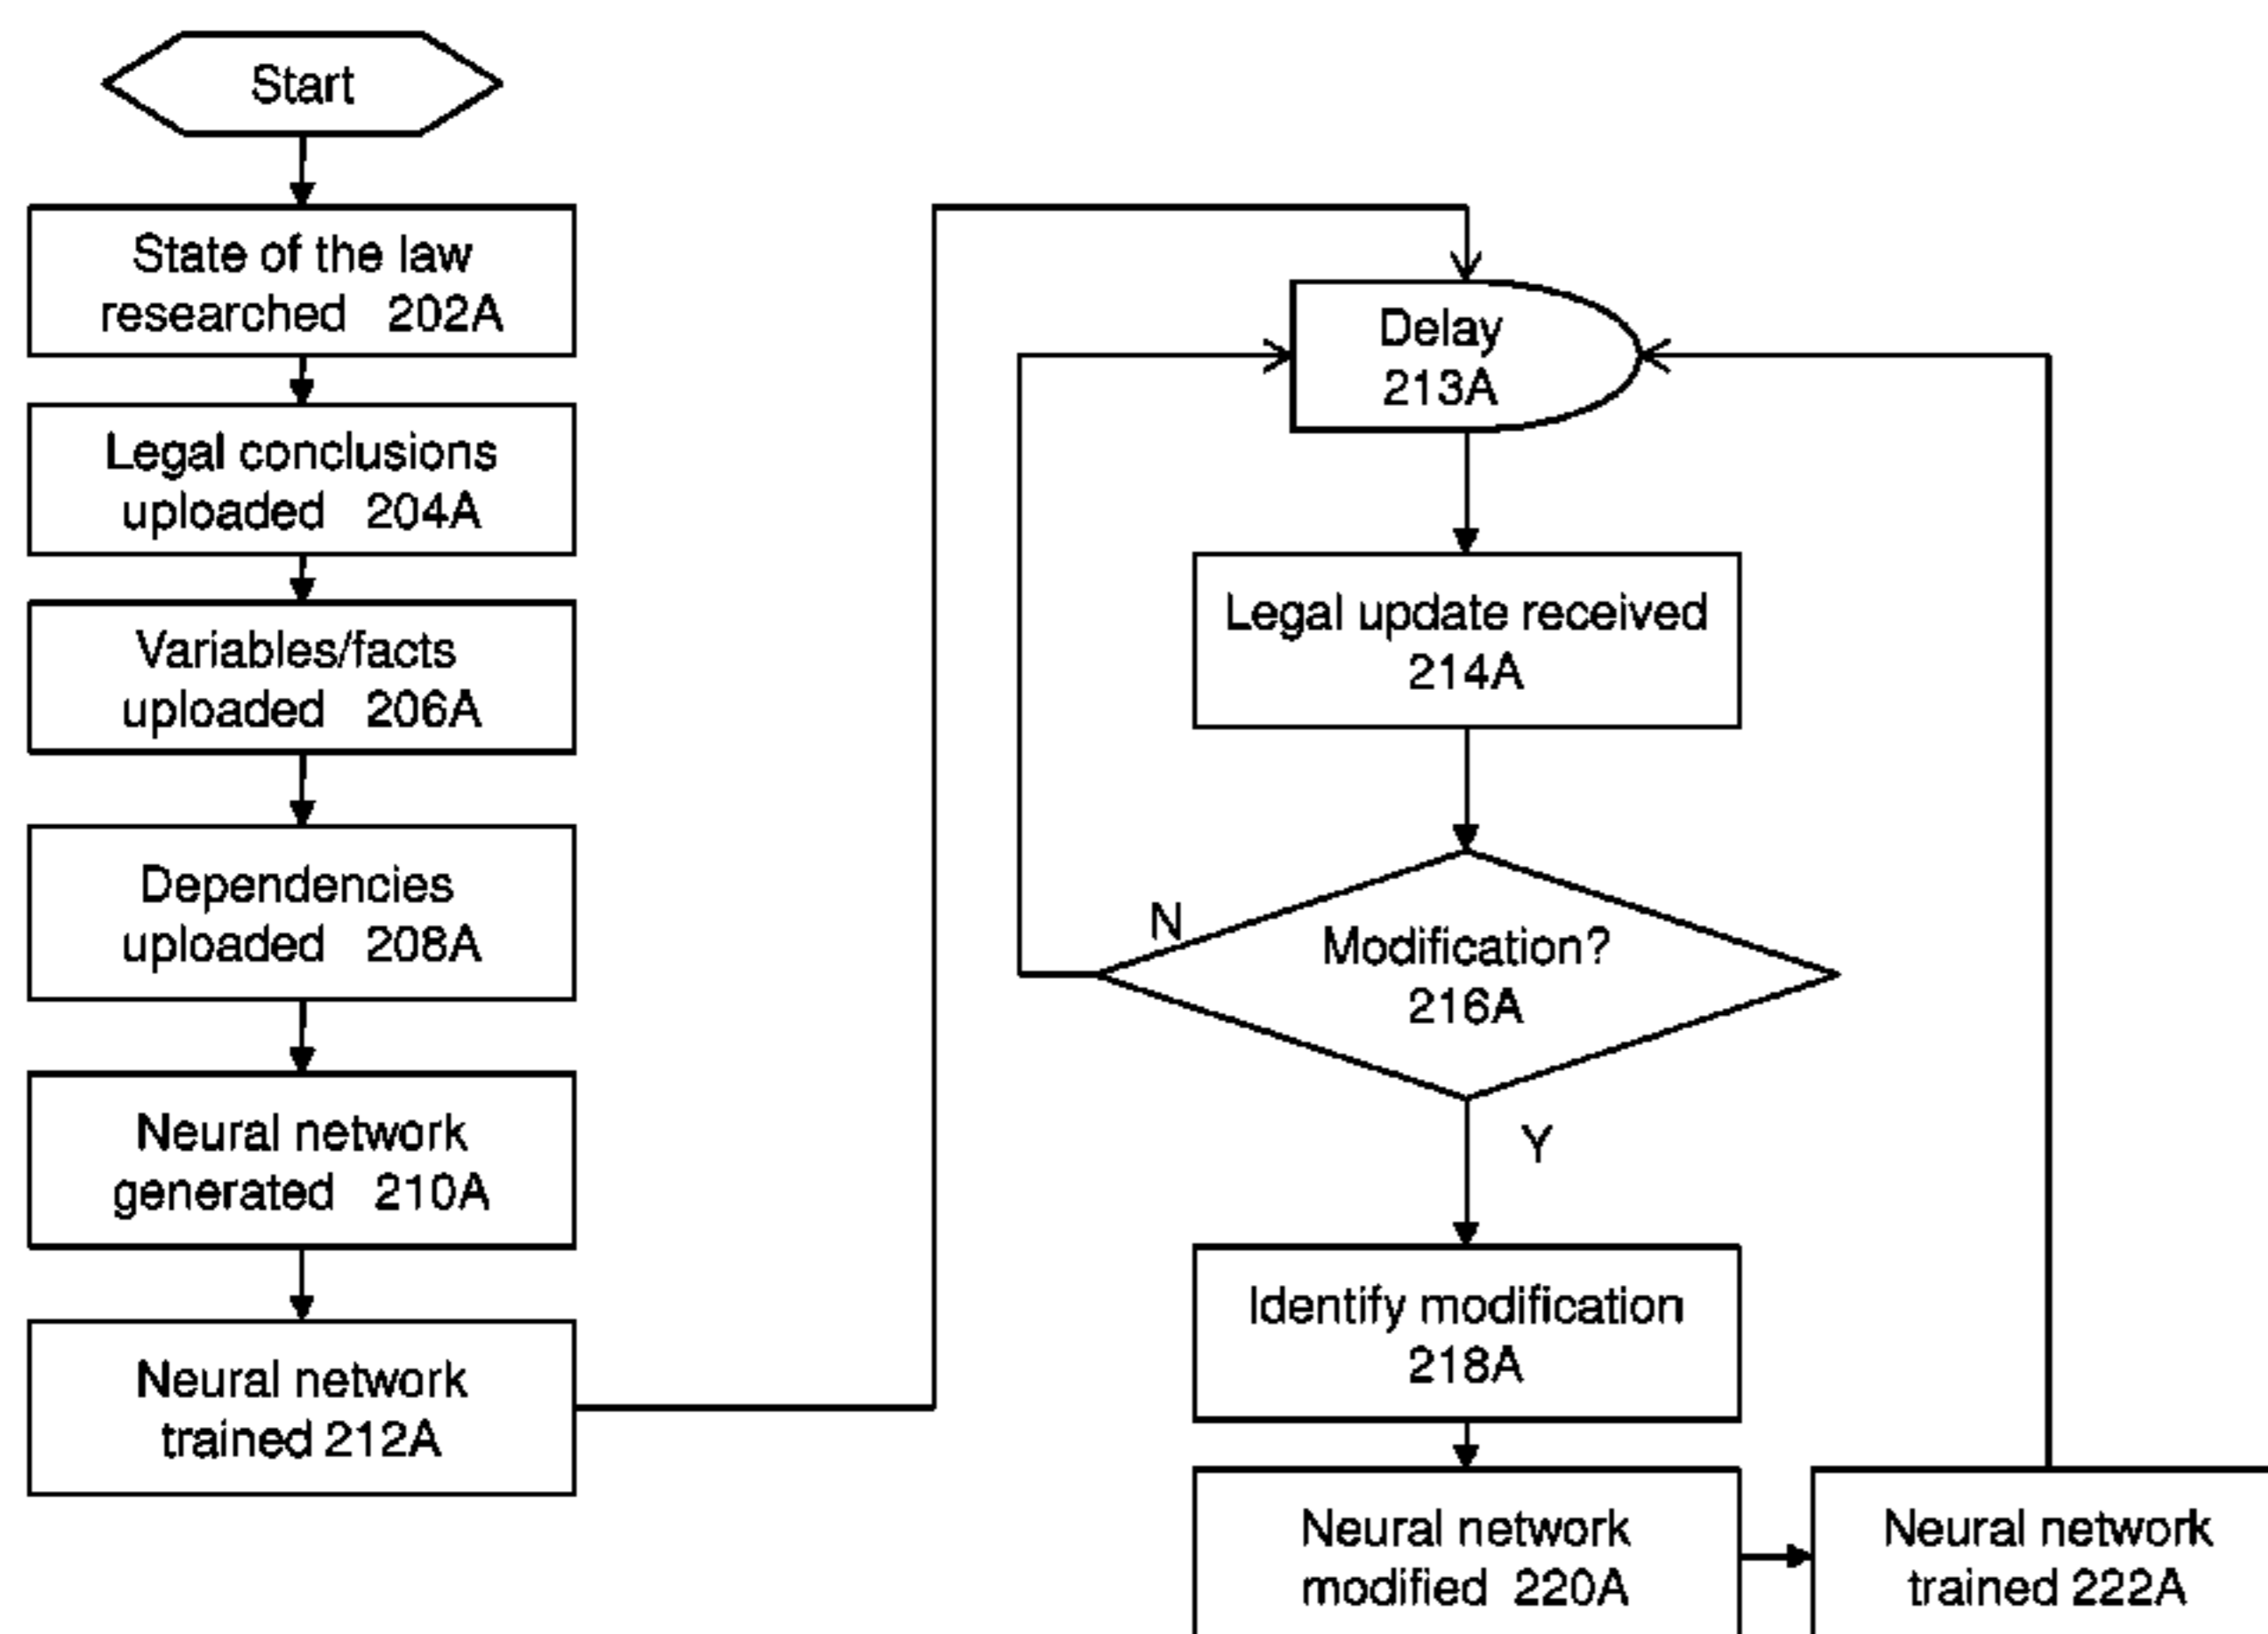 Start
State of the law
researched 202A
Legal conclusions
uploaded 204A
Variables/facts
uploaded 206A
Dependencies
uploaded 208A
Neural network
generated 210A
Neural network
trained 212A
Delay
213A
Legal update received
214A
N
Modification?
216A
Y
Identify modification
218A
Neural network
modified 220A
Neural network
trained 222A